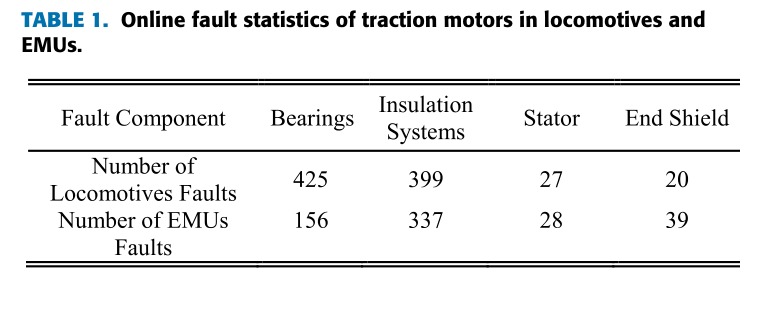 TABLE 1. Online fault statistics of traction motors in locomotives and
EMUs.
Fault Component Bearings Insulation Systems Stator End Shield
Number of Locomotives Faults 425 399 27 20
Number of EMUs Faults 156 337 28 39